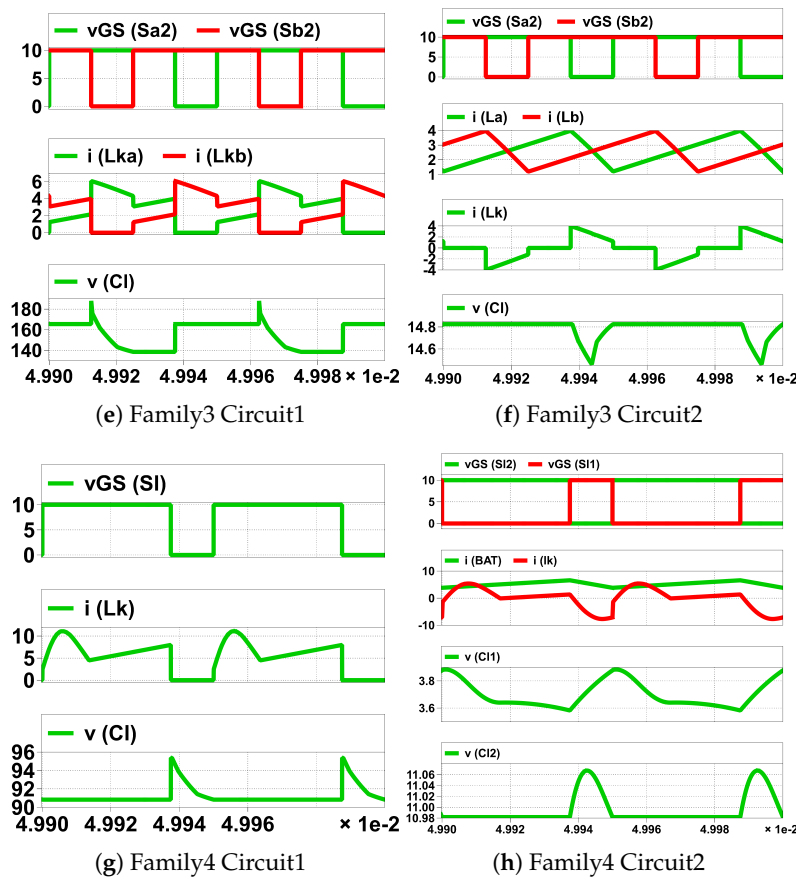 vGS (Sa2) vGS (Sb2)
10
5
0
i (Lka) i (Lkb)
6
4
2
0
v (Cl)
180
160
140
4.990 4.992 4.994 4.996 4.998 × 1e-2
(e) Family3 Circuit1
vGS (Sa2) vGS (Sb2)
10
5
0
i (La) i (Lb)
4
3
2
1
i (Lk)
4
2
0
-2
-4
v (Cl)
14.8
14.6
4.990 4.992 4.994 4.996 4.998 × 1e-2
(f) Family3 Circuit2
vGS (Sl)
10
5
0
i (Lk)
10
5
0
v (Cl)
96
94
92
90
4.990 4.992 4.994 4.996 × 1e-2
(g) Family4 Circuit1
vGS (Sl2) vGS (Sl1)
10
5
0
i (BAT) i (lk)
10
0
-10
v (Cl1)
3.8
3.6
v (Cl2)
11.06
11.03
11.00
10.98
4.990 4.992 4.994 4.996 4.998 × 1e-2
(h) Family4 Circuit2